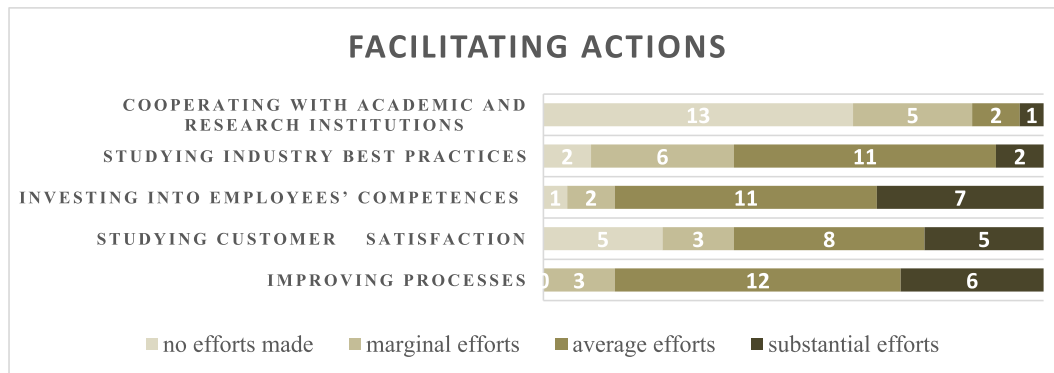 FACILITATING ACTIONS
COOPERATING WITH ACADEMIC AND
RESEARCH INSTITUTIONS
13 5 2 1
STUDYING INDUSTRY BEST PRACTICES
2 6 11 2
INVESTING INTO EMPLOYEES’ COMPETENCES
1 2 11 7
STUDYING CUSTOMER SATISFACTION
5 3 8 5
IMPROVING PROCESSES
0 3 12 6
no efforts made marginal efforts average efforts substantial efforts